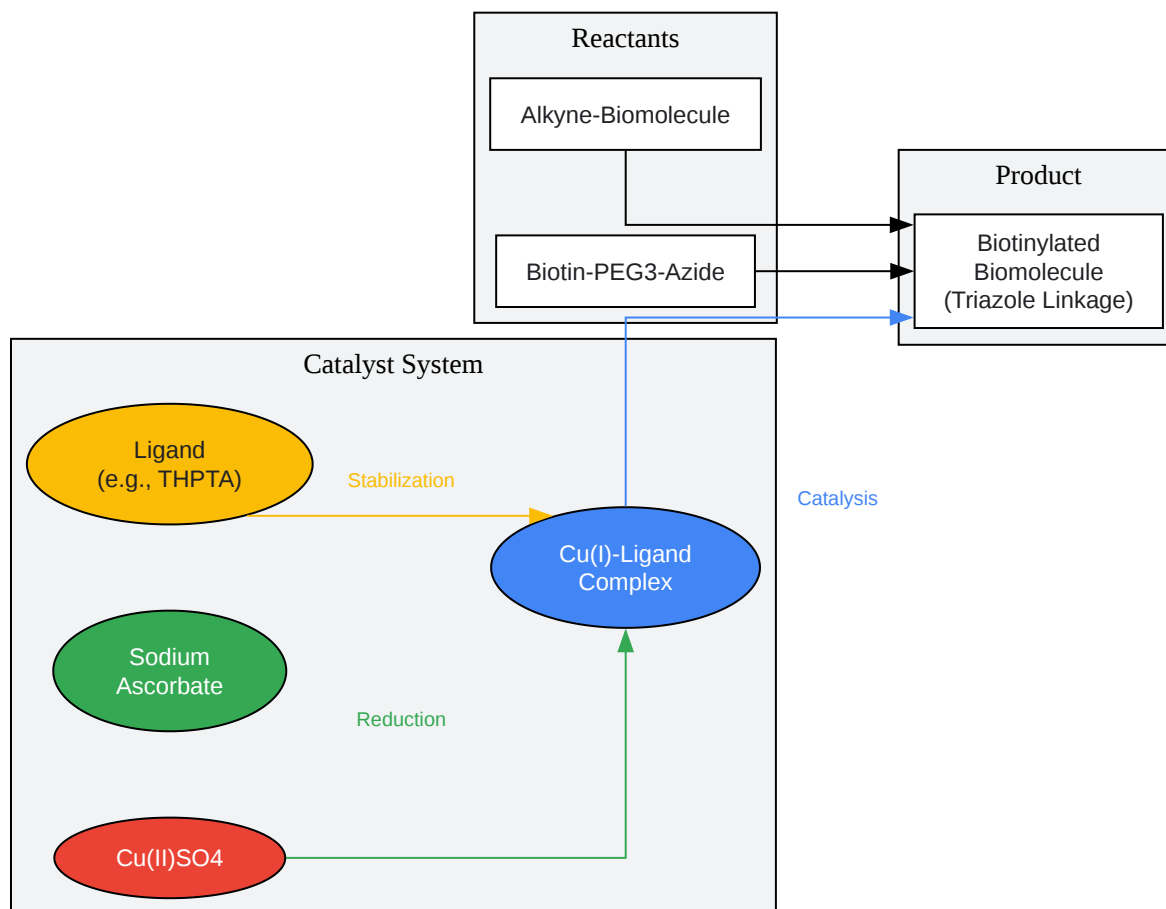 Reactants
Alkyne-Biomolecule
Biotin-PEG3-Azide
Product
Biotinylated
Biomolecule
(Triazole Linkage)
Catalyst System
Ligand
(e.g., THPTA)
Stabilization
Catalysis
Cu(I)-Ligand
Complex
Sodium
Ascorbate
Reduction
Cu(II)SO4